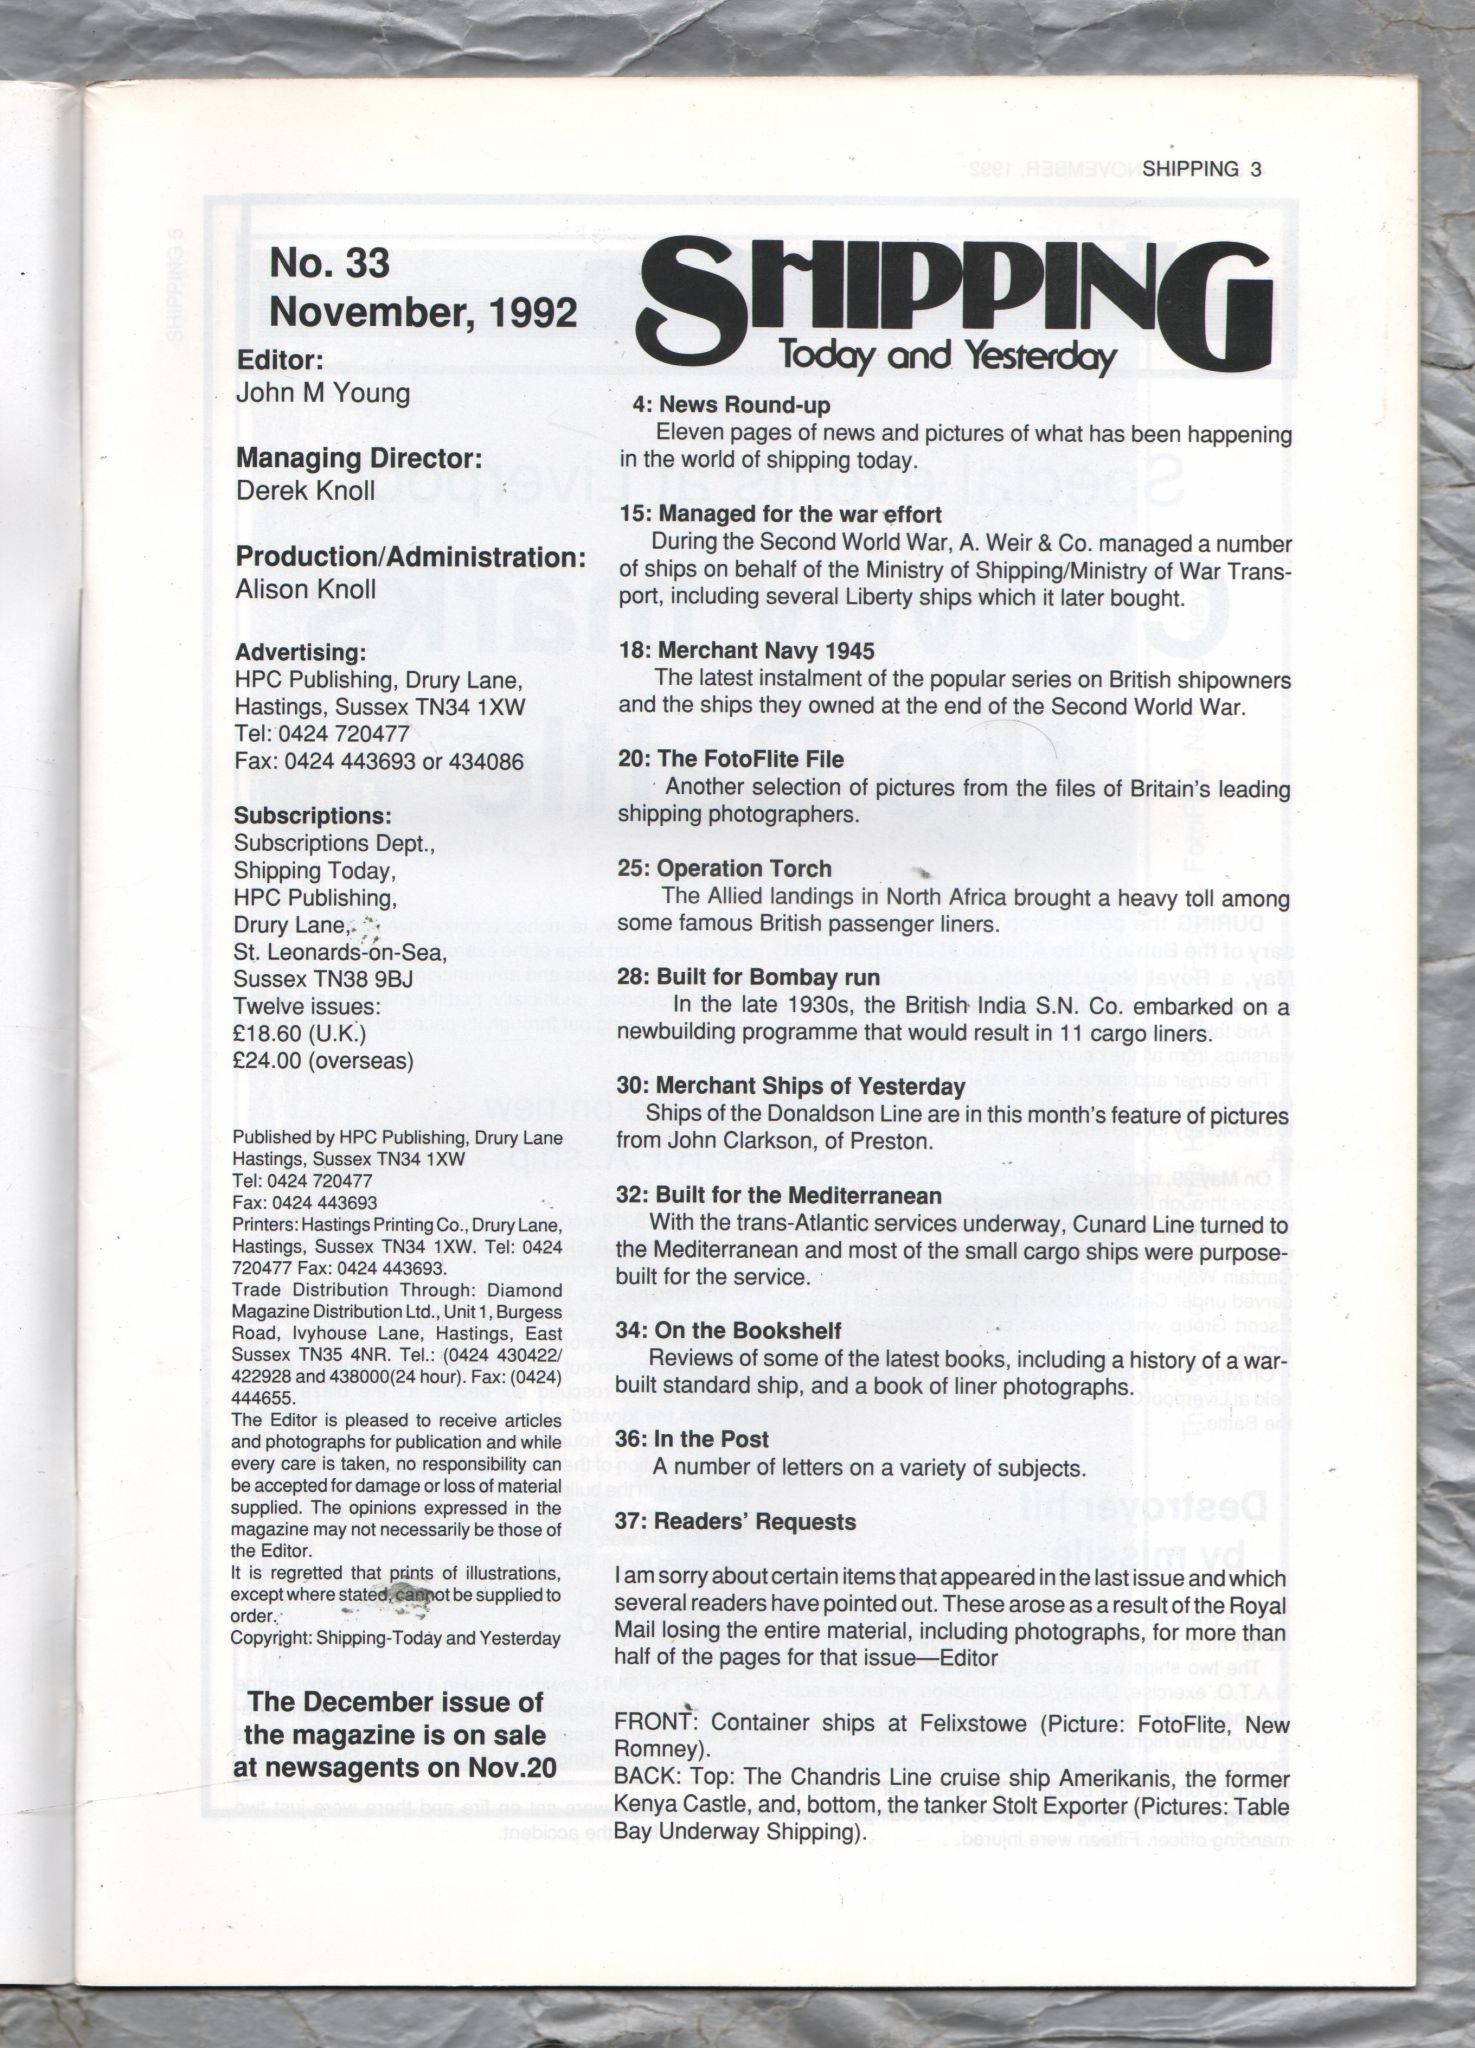 SHIPPING 3
No. 33
November, 1992
Editor:
John M Young
Managing Director:
Derek Knoll
Production/Administration:
Alison Knoll
Advertising:
HPC Publishing, Drury Lane,
Hastings, Sussex TN34 1XW
Tel: 0424 720477
Fax: 0424 443693 or 434086
Subscriptions:
Subscriptions Dept.,
Shipping Today,
HPC Publishing,
Drury Lane,
St. Leonards-on-Sea,
Sussex TN38 9BJ
Twelve issues:
£18.60 (U.K.)
£24.00 (overseas)
Published by HPC Publishing, Drury Lane
Hastings, Sussex TN34 1XW
Tel: 0424 720477
Fax: 0424 443693
Printers: Hastings Printing Co., Drury Lane,
Hastings, Sussex TN34 1XW. Tel: 0424
720477 Fax: 0424 443693.
Trade Distribution Through: Diamond
Magazine Distribution Ltd., Unit 1, Burgess
Road, Ivyhouse Lane, Hastings, East
Sussex TN35 4NR. Tel.: (0424 430422/
422928 and 438000(24 hour). Fax: (0424)
444655.
The Editor is pleased to receive articles
and photographs for publication and while
every care is taken, no responsibility can
be accepted for damage or loss of material
supplied. The opinions expressed in the
magazine may not necessarily be those of
the Editor.
It is regretted that prints of illustrations,
except where stated, cannot be supplied to
order.
Copyright: Shipping-Today and Yesterday
The December issue of
the magazine is on sale
at newsagents on Nov.20
SHIPPING
Today and Yesterday
4: News Round-up
Eleven pages of news and pictures of what has been happening
in the world of shipping today.
15: Managed for the war effort
During the Second World War, A. Weir & Co. managed a number
of ships on behalf of the Ministry of Shipping/Ministry of War Trans-
port, including several Liberty ships which it later bought.
18: Merchant Navy 1945
The latest instalment of the popular series on British shipowners
and the ships they owned at the end of the Second World War.
20: The FotoFlite File
Another selection of pictures from the files of Britain's leading
shipping photographers.
25: Operation Torch
The Allied landings in North Africa brought a heavy toll among
some famous British passenger liners.
28: Built for Bombay run
In the late 1930s, the British India S.N. Co. embarked on a
newbuilding programme that would result in 11 cargo liners.
30: Merchant Ships of Yesterday
Ships of the Donaldson Line are in this month's feature of pictures
from John Clarkson, of Preston.
32: Built for the Mediterranean
With the trans-Atlantic services underway, Cunard Line turned to
the Mediterranean and most of the small cargo ships were purpose-
built for the service.
34: On the Bookshelf
Reviews of some of the latest books, including a history of a war-
built standard ship, and a book of liner photographs.
36: In the Post
A number of letters on a variety of subjects.
37: Readers' Requests
I am sorry about certain items that appeared in the last issue and which
several readers have pointed out. These arose as a result of the Royal
Mail losing the entire material, including photographs, for more than
half of the pages for that issue—Editor
FRONT: Container ships at Felixstowe (Picture: FotoFlite, New
Romney).
BACK: Top: The Chandris Line cruise ship Amerikanis, the former
Kenya Castle, and, bottom, the tanker Stolt Exporter (Pictures: Table
Bay Underway Shipping).